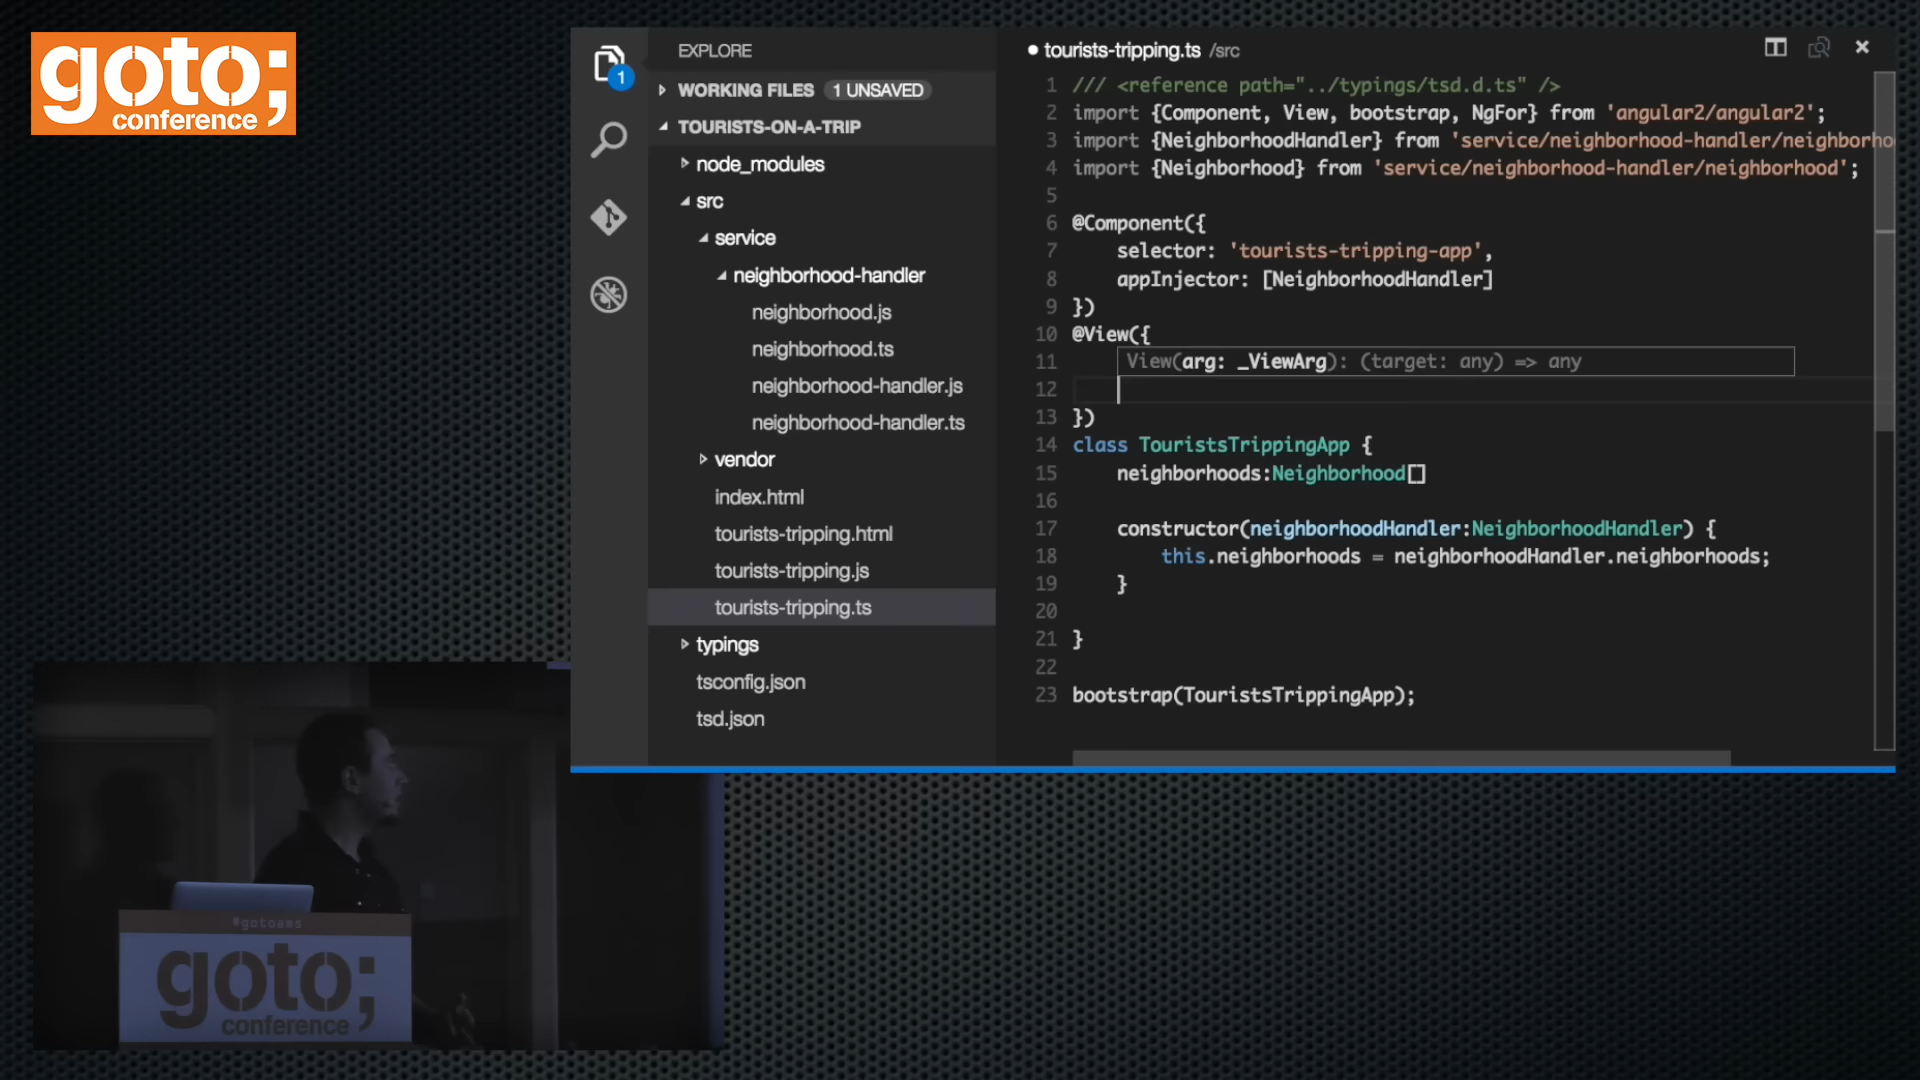 goto;
conference
EXPLORE
WORKING FILES 1 UNSAVED
TOURISTS-ON-A-TRIP
node_modules
src
service
neighborhood-handler
neighborhood.js
neighborhood.ts
neighborhood-handler.js
neighborhood-handler.ts
vendor
index.html
tourists-tripping.html
tourists-tripping.js
tourists-tripping.ts
typings
tsconfig.json
tsd.json
1
tourists-tripping.ts /src
1 /// <reference path="../typings/tsd.d.ts" />
2 import {Component, View, bootstrap, NgFor} from 'angular2/angular2';
3 import {NeighborhoodHandler} from 'service/neighborhood-handler/neighborho
4 import {Neighborhood} from 'service/neighborhood-handler/neighborhood';
5
6 @Component({
7 selector: 'tourists-tripping-app',
8 appInjector: [NeighborhoodHandler]
9 })
10 @View({
11 View(arg: _ViewArg): (target: any) => any
12
13 })
14 class TouristsTrippingApp {
15 neighborhoods:Neighborhood[]
16
17 constructor(neighborhoodHandler:NeighborhoodHandler) {
18 this.neighborhoods = neighborhoodHandler.neighborhoods;
19 }
20
21 }
22
23 bootstrap(TouristsTrippingApp);
#gotoams
goto;
conference